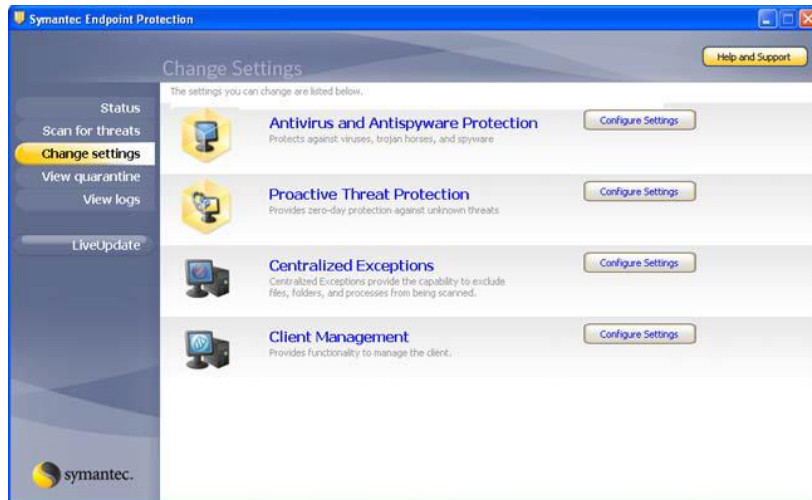 Symantec Endpoint Protection
Help and Support
Change Settings
The settings you can change are listed below.
Status
Scan for threats
Change settings
View quarantine
View logs
LiveUpdate
Antivirus and Antispyware Protection
Protects against viruses, trojan horses, and spyware
Configure Settings
Proactive Threat Protection
Provides zero-day protection against unknown threats
Configure Settings
Centralized Exceptions
Centralized Exceptions provide the capability to exclude
files, folders, and processes from being scanned.
Configure Settings
Client Management
Provides functionality to manage the client.
Configure Settings
symantec.